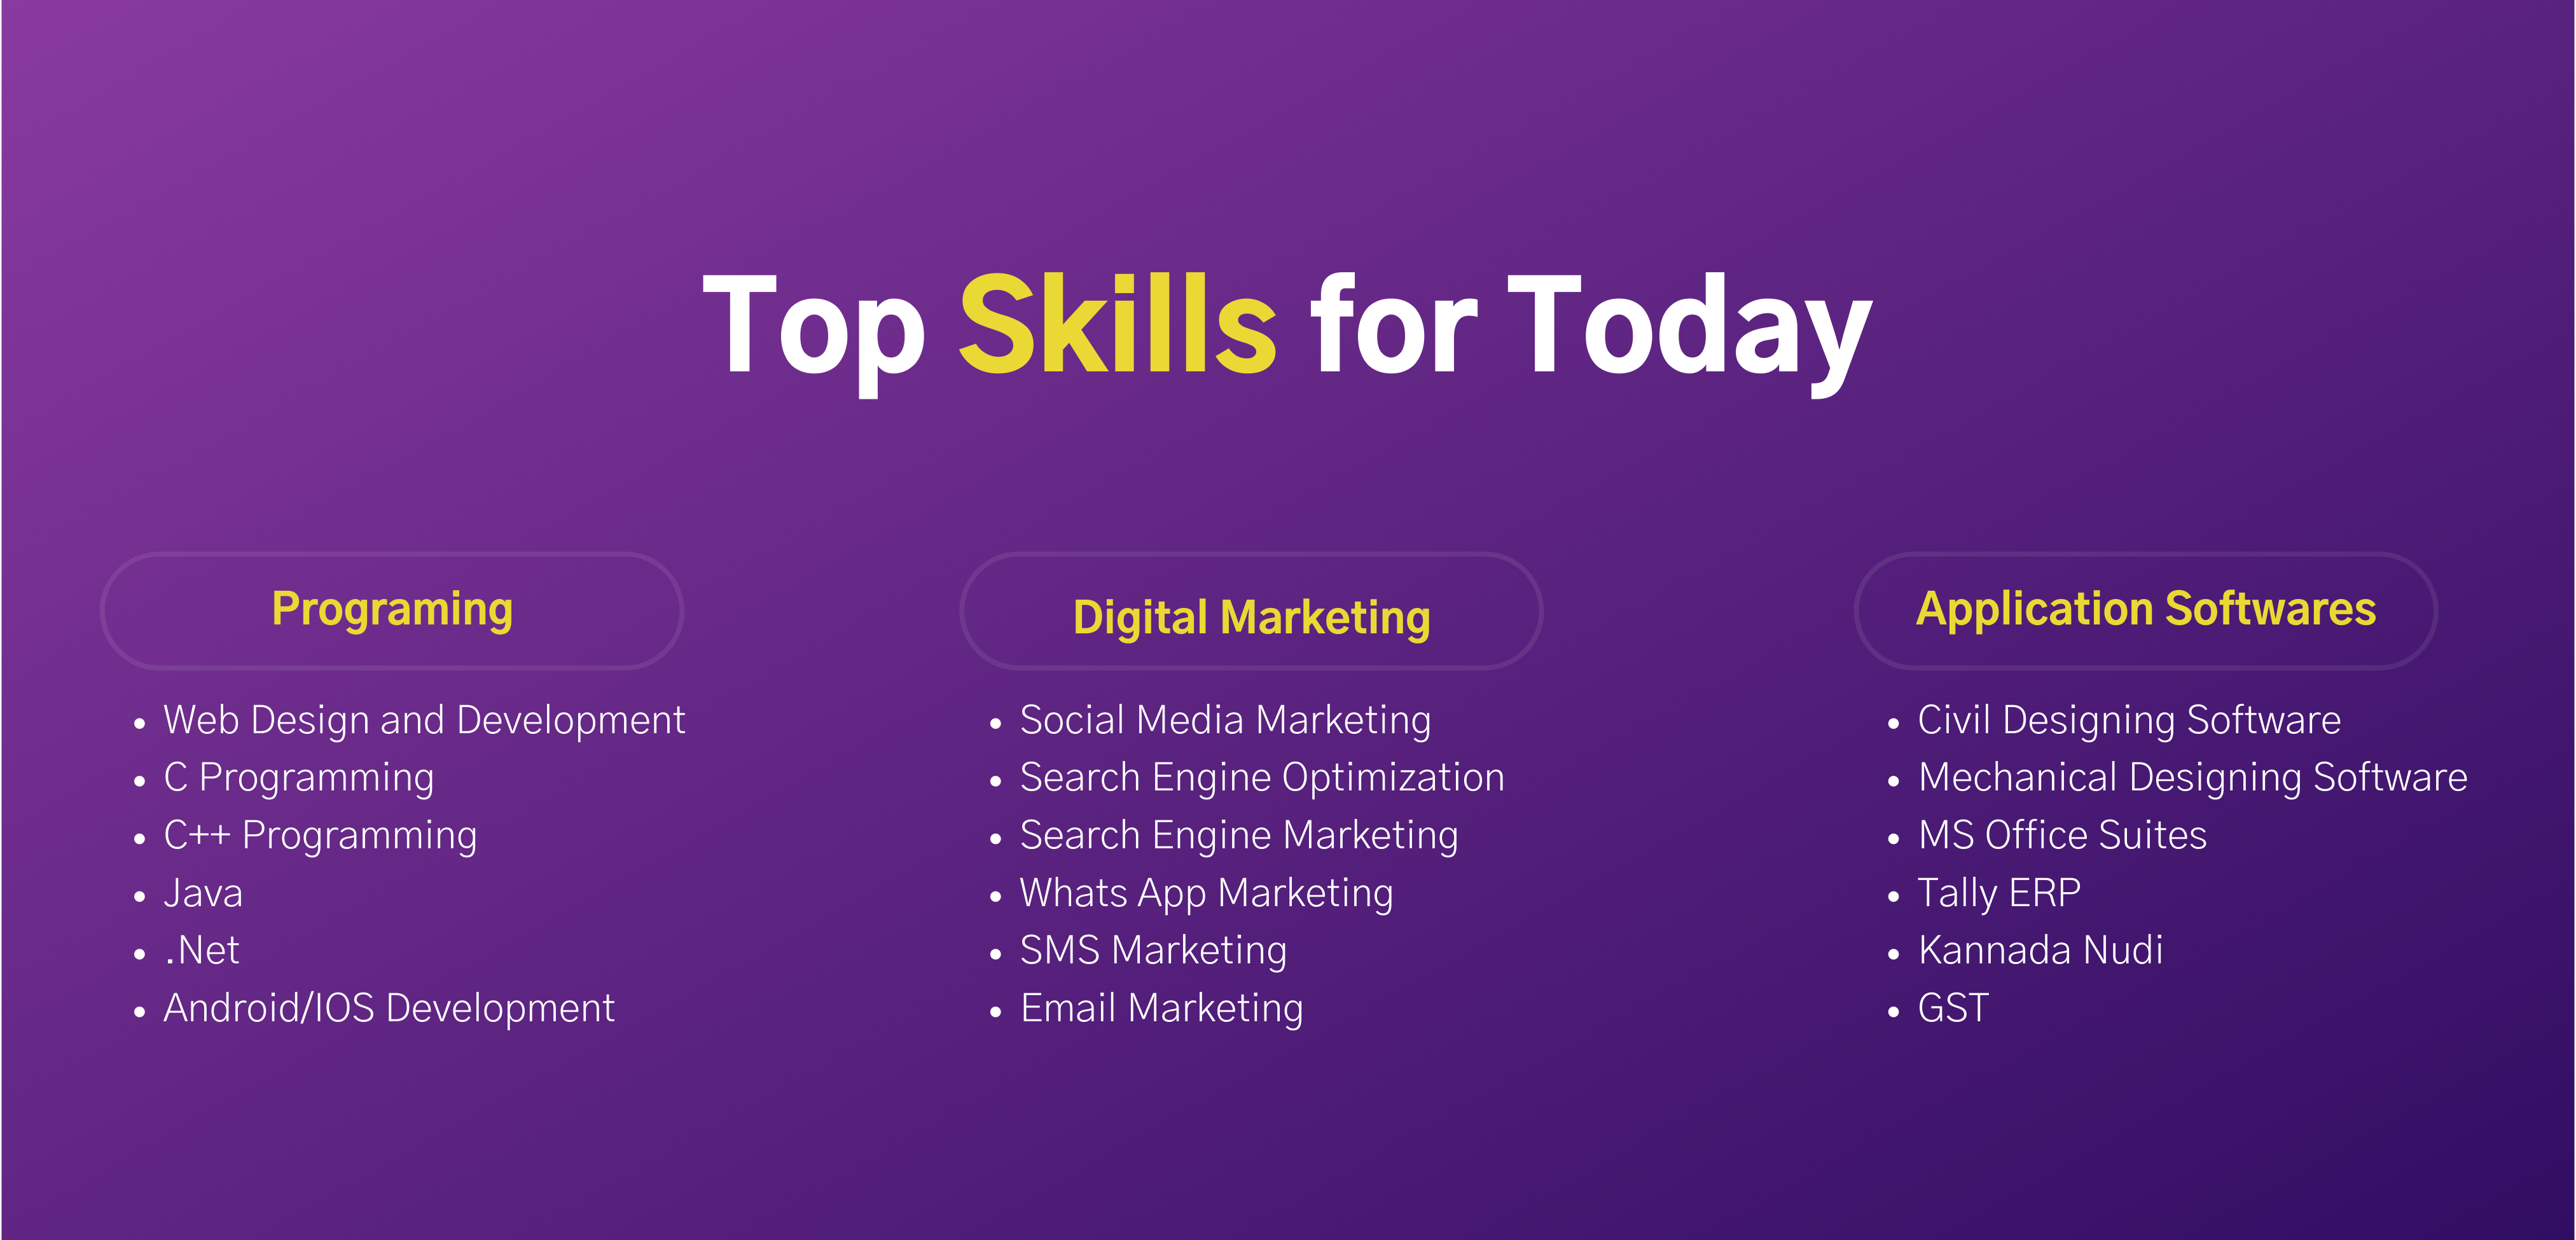 Top Skills for Today
Programing
• Web Design and Development
• C Programming
• C++ Programming
• Java
• .Net
• Android/IOS Development
Digital Marketing
• Social Media Marketing
• Search Engine Optimization
• Search Engine Marketing
• Whats App Marketing
• SMS Marketing
• Email Marketing
Application Softwares
• Civil Designing Software
• Mechanical Designing Software
• MS Office Suites
• Tally ERP
• Kannada Nudi
• GST